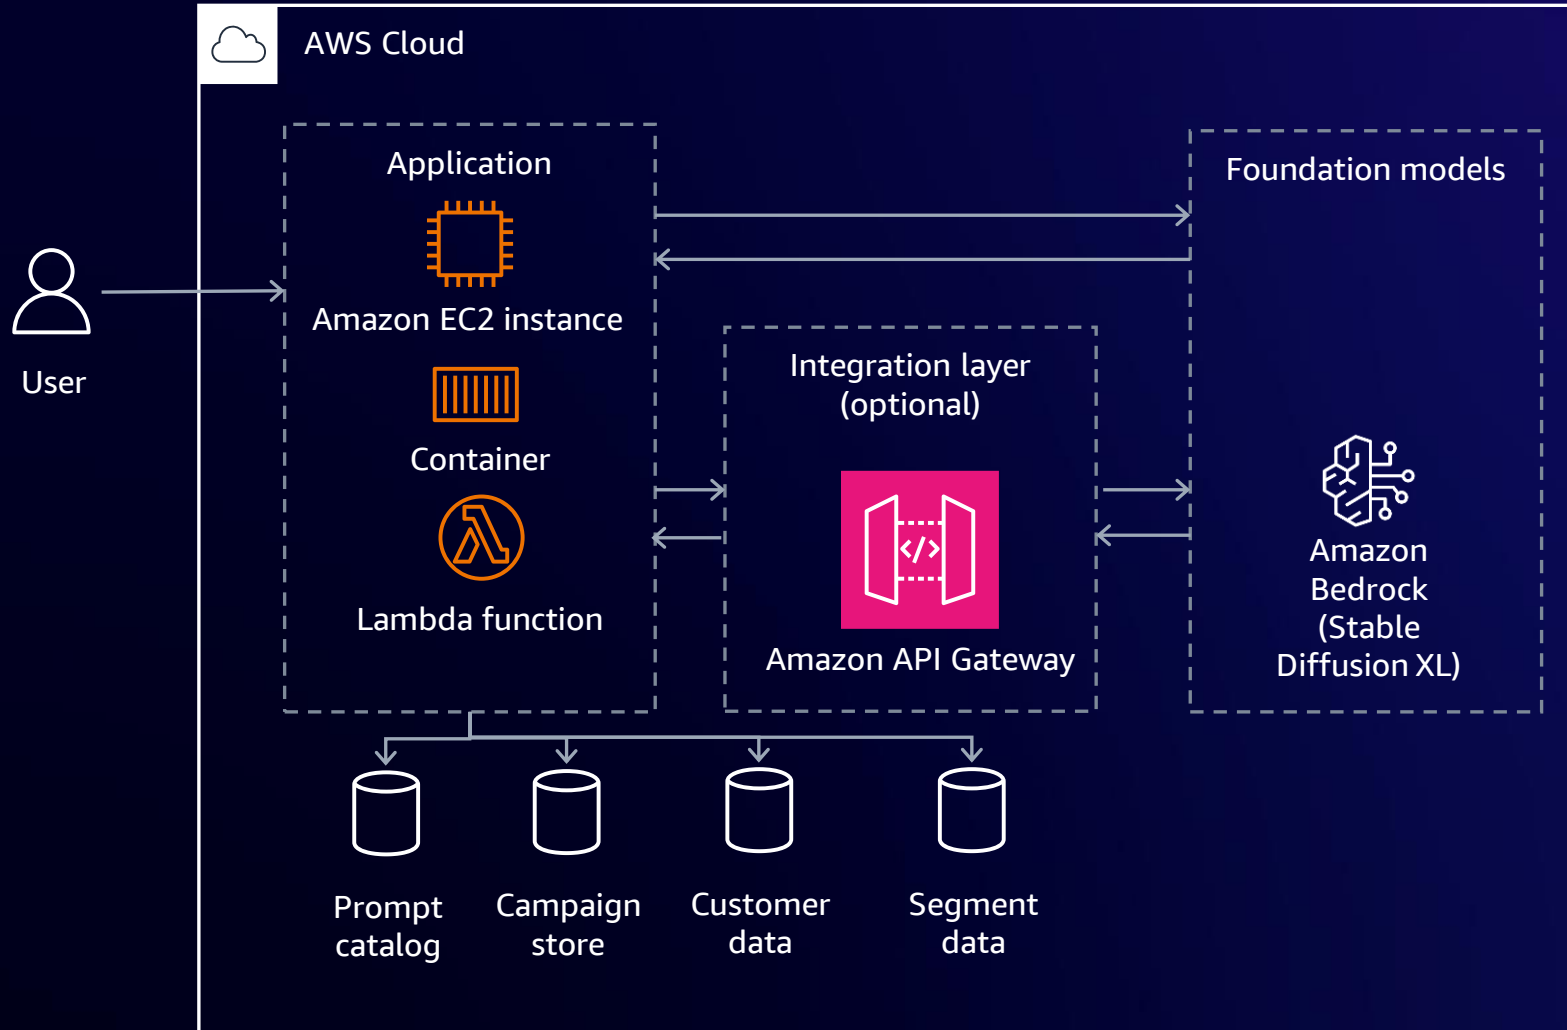 AWS Cloud
Application
Foundation models
Amazon EC2 instance
User
Integration layer
(optional)
Container
</>
Lambda function
Amazon API Gateway
Amazon
Bedrock
(Stable
Diffusion XL)
Prompt
catalog
Campaign
store
Customer
data
Segment
data